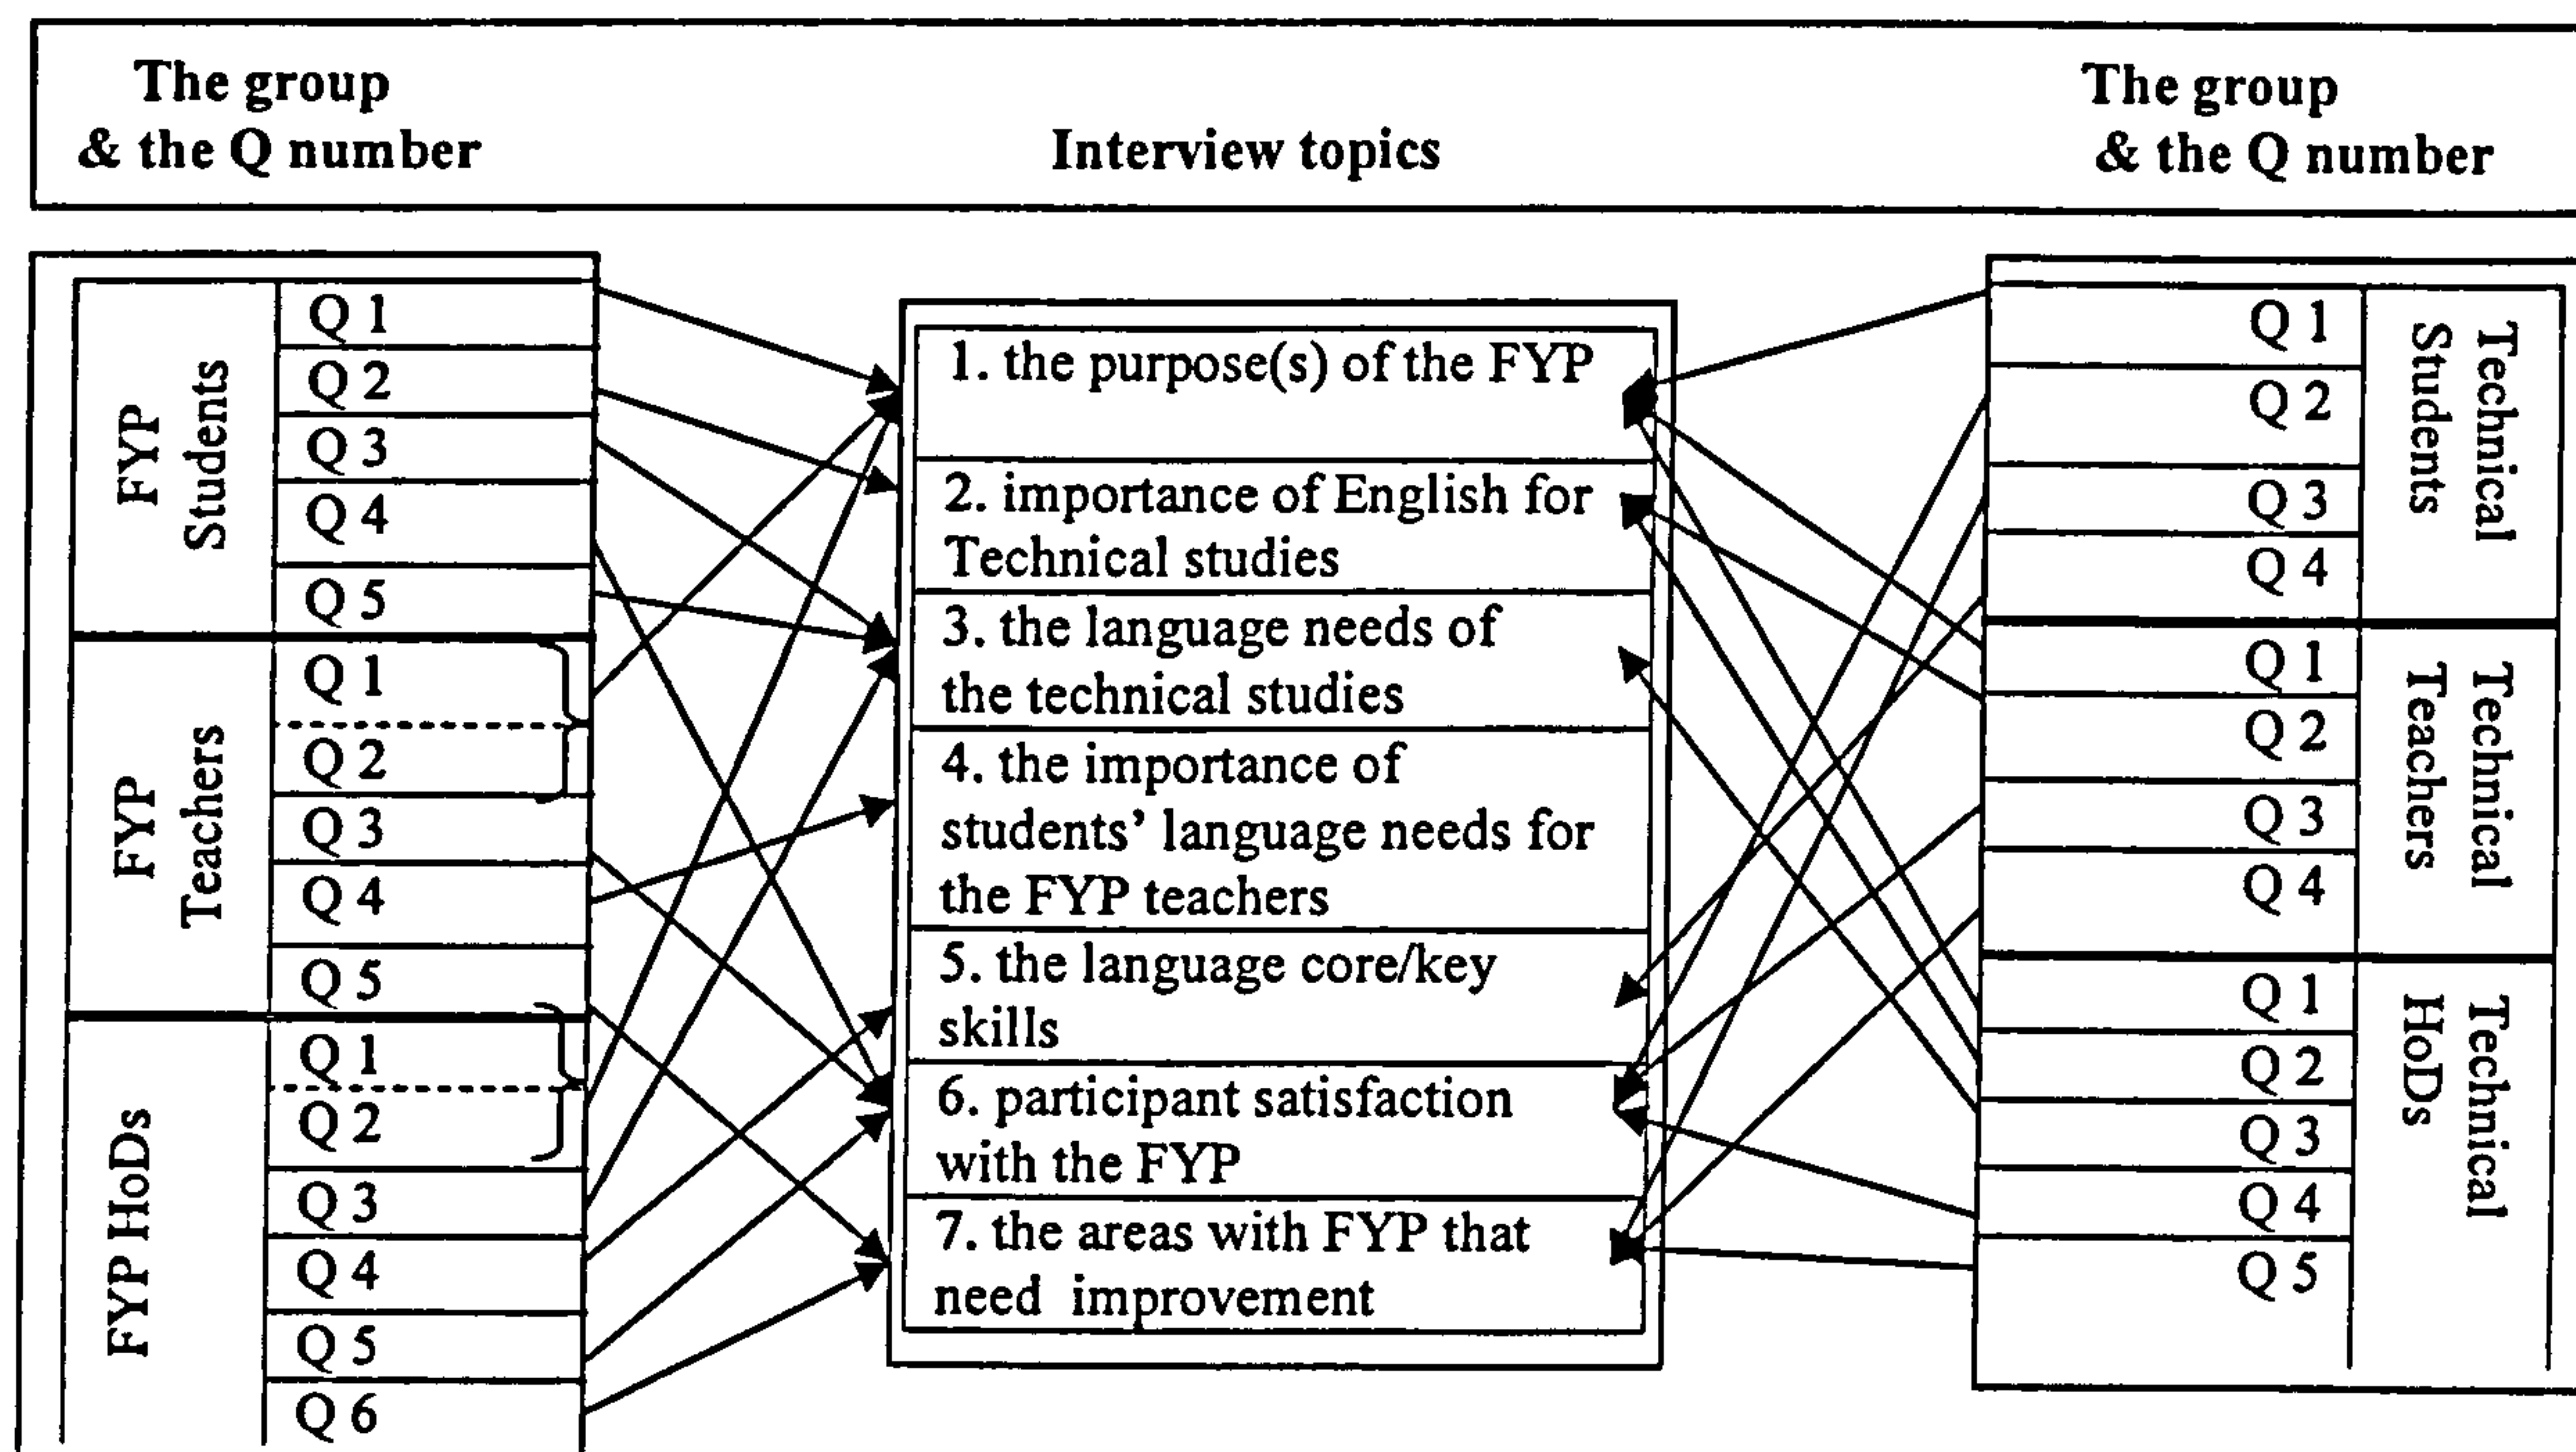 The group
& the Q number
Interview topics
The group
& the Q number
FYP
Students
Q 1
Q 2
Q 3
Q 4
Q 5
FYP
Teachers
Q 1
Q 2
Q 3
Q 4
Q 5
FYP HoDs
Q 1
Q 2
Q 3
Q 4
Q 5
Q 6
1. the purpose(s) of the FYP
2. importance of English for
Technical studies
3. the language needs of
the technical studies
4. the importance of
students’ language needs for
the FYP teachers
5. the language core/key
skills
6. participant satisfaction
with the FYP
7. the areas with FYP that
need improvement
Q 1
Q 2
Q 3
Q 4
Technical
Students
Q 1
Q 2
Q 3
Q 4
Technical
Teachers
Q 1
Q 2
Q 3
Q 4
Q 5
Technical
HoDs